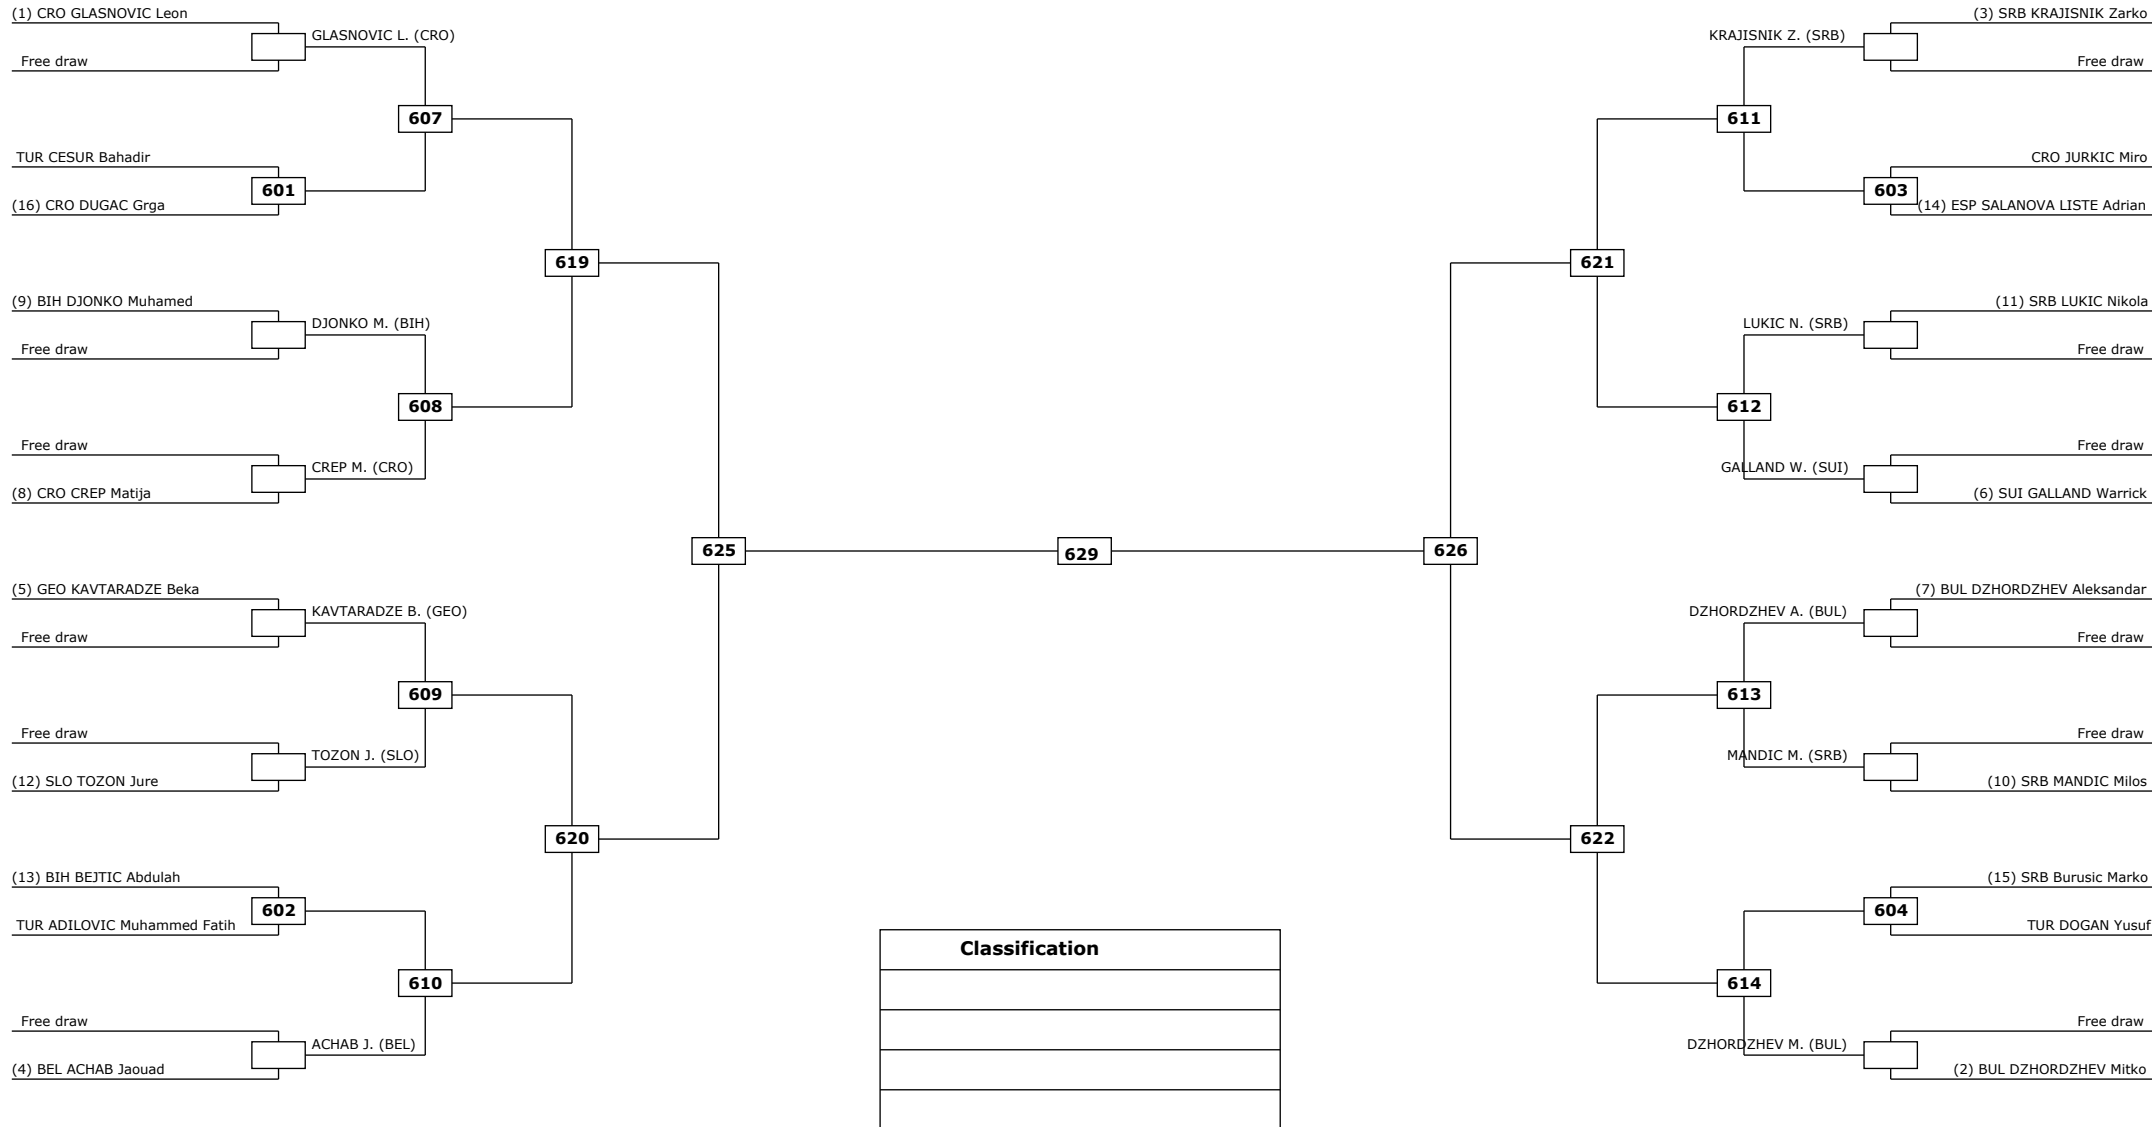 (1) CRO GLASNOVIC Leon
GLASNOVIC L. (CRO)
Free draw
607
TUR CESUR Bahadir
601
(16) CRO DUGAC Grga
619
(9) BIH DJONKO Muhamed
DJONKO M. (BIH)
Free draw
608
Free draw
CREP M. (CRO)
(8) CRO CREP Matija
625
(5) GEO KAVTARADZE Beka
KAVTARADZE B. (GEO)
Free draw
609
Free draw
TOZON J. (SLO)
(12) SLO TOZON Jure
620
(13) BIH BEJTIC Abdulah
602
TUR ADILOVIC Muhammed Fatih
610
Free draw
ACHAB J. (BEL)
(4) BEL ACHAB Jaouad
629
Classification
(3) SRB KRAJISNIK Zarko
KRAJISNIK Z. (SRB)
Free draw
611
CRO JURKIC Miro
603
(14) ESP SALANOVA LISTE Adrian
621
(11) SRB LUKIC Nikola
LUKIC N. (SRB)
Free draw
612
Free draw
GALLAND W. (SUI)
(6) SUI GALLAND Warrick
626
(7) BUL DZHORDZHEV Aleksandar
DZHORDZHEV A. (BUL)
Free draw
613
Free draw
MANDIC M. (SRB)
(10) SRB MANDIC Milos
622
(15) SRB Burusic Marko
604
TUR DOGAN Yusuf
614
Free draw
DZHORDZHEV M. (BUL)
(2) BUL DZHORDZHEV Mitko